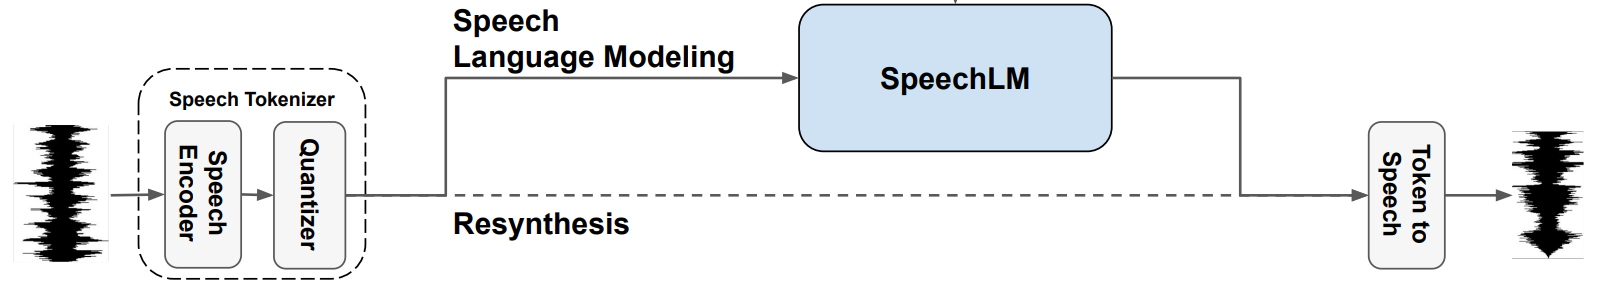 Speech
Language Modeling
SpeechLM
Speech Tokenizer
Speech
Encoder
Quantizer
Resynthesis
Token to
Speech